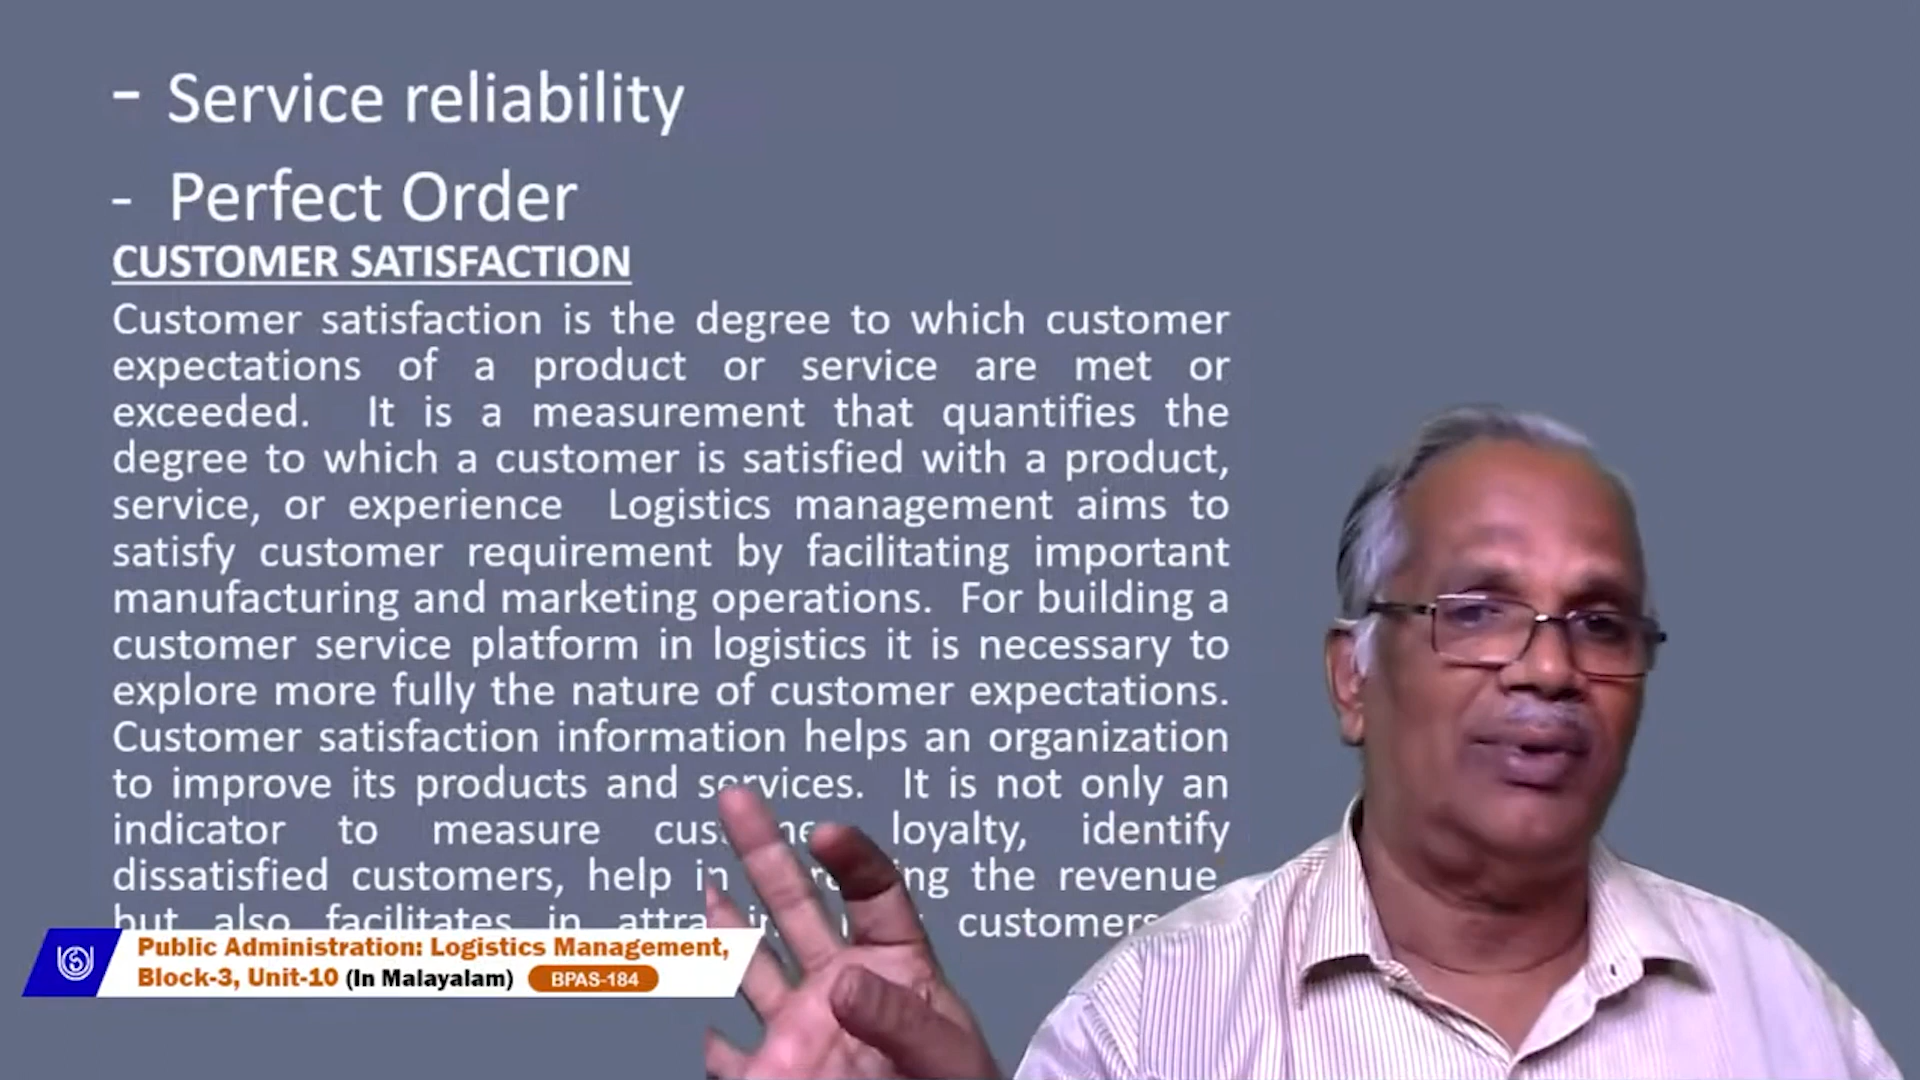 - Service reliability
- Perfect Order
CUSTOMER SATISFACTION
Customer satisfaction is the degree to which customer
expectations of a product or service are met or
exceeded. It is a measurement that quantifies the
degree to which a customer is satisfied with a product,
service, or experience Logistics management aims to
satisfy customer requirement by facilitating important
manufacturing and marketing operations. For building a
customer service platform in logistics it is necessary to
explore more fully the nature of customer expectations.
Customer satisfaction information helps an organization
to improve its products and services. It is not only an
indicator to measure loyalty, identify
dissatisfied customers, help in the revenue
but also facilitates in customers
Public Administration: Logistics Management,
Block-3, Unit-10 (In Malayalam) BPAS-184